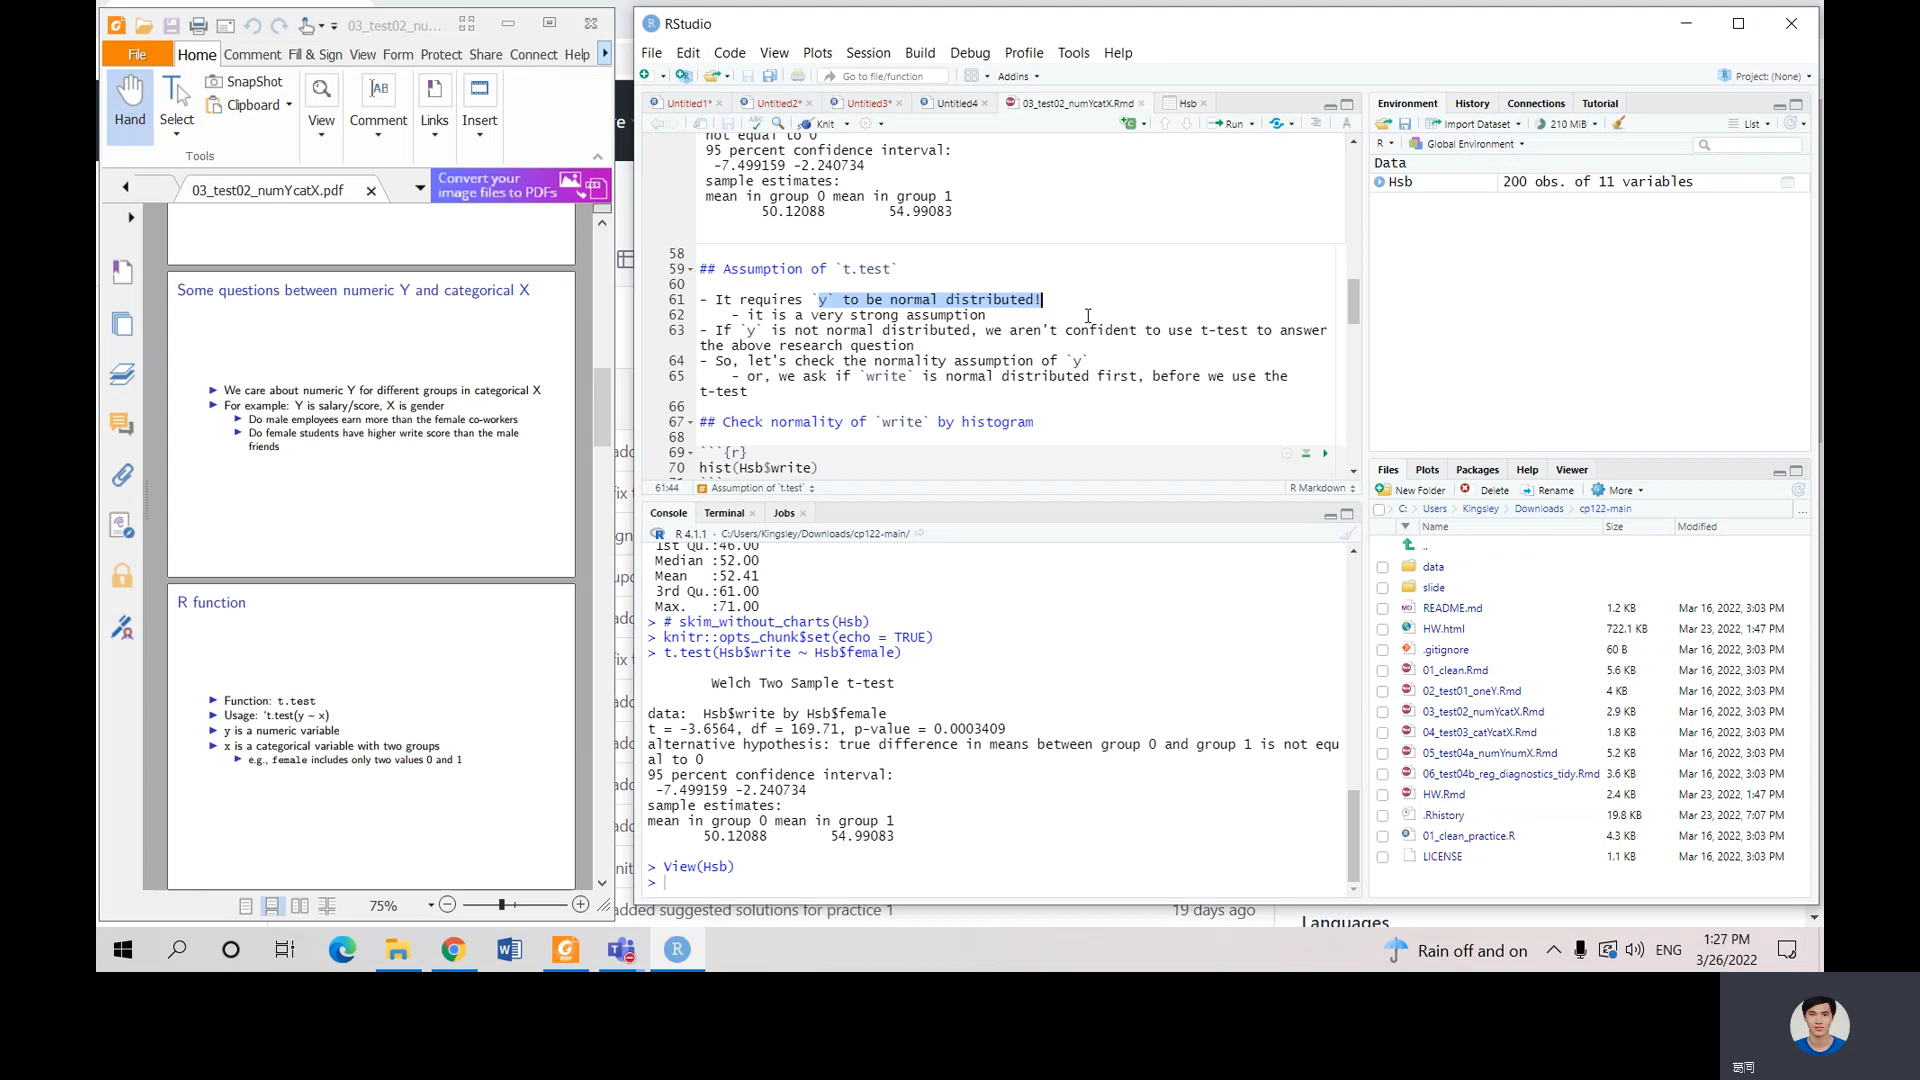 03_test02_nu...
File
Home
Comment
Fill & Sign
View
Form
Protect
Share
Connect
Help
Hand
Select
SnapShot
Clipboard
View
Comment
Links
Insert
Tools
03_test02_numYcatX.pdf
Convert your
image files to PDFs
Some questions between numeric Y and categorical X
We care about numeric Y for different groups in categorical X
For example: Y is salary/score, X is gender
Do male employees earn more than the female co-workers
Do female students have higher write score than the male
friends
R function
Function: t.test
Usage: ‘t.test(y ~ x)
y is a numeric variable
x is a categorical variable with two groups
e.g., female includes only two values 0 and 1
75%
RStudio
File Edit Code View Plots Session Build Debug Profile Tools Help
Go to file/function
Addins
Project: (None)
Untitled1*
Untitled2*
Untitled3*
Untitled4
03_test02_numYcatX.Rmd
Hsb
Knit
Run
not equal to 0
95 percent confidence interval:
-7.499159 -2.240734
sample estimates:
mean in group 0 mean in group 1
50.12088 54.99083
58
59 ## Assumption of `t.test`
60
61 - It requires `y` to be normal distributed!
62 - it is a very strong assumption
63 - If `y` is not normal distributed, we aren't confident to use t-test to answer
the above research question
64 - So, let's check the normality assumption of `y`
65 - or, we ask if `write` is normal distributed first, before we use the
t-test
66
67 ## Check normality of `write` by histogram
68
69 ```{r}
70 hist(Hsb$write)
61:44
Assumption of `t.test`
R Markdown
Console
Terminal
Jobs
R 4.1.1 · C:/Users/Kingsley/Downloads/cp122-main/
1st Qu.:46.00
Median :52.00
Mean :52.41
3rd Qu.:61.00
Max. :71.00
> # skim_without_charts(Hsb)
> knitr::opts_chunk$set(echo = TRUE)
> t.test(Hsb$write ~ Hsb$female)
Welch Two Sample t-test
data: Hsb$write by Hsb$female
t = -3.6564, df = 169.71, p-value = 0.0003409
alternative hypothesis: true difference in means between group 0 and group 1 is not equ
al to 0
95 percent confidence interval:
-7.499159 -2.240734
sample estimates:
mean in group 0 mean in group 1
50.12088 54.99083
> View(Hsb)
>
Environment
History
Connections
Tutorial
Import Dataset
210 MiB
List
R
Global Environment
Data
Hsb 200 obs. of 11 variables
Files
Plots
Packages
Help
Viewer
New Folder
Delete
Rename
More
C:
Users
Kingsley
Downloads
cp122-main
...
Name Size Modified
..
data
slide
README.md 1.2 KB Mar 16, 2022, 3:03 PM
HW.html 722.1 KB Mar 23, 2022, 1:47 PM
.gitignore 60 B Mar 16, 2022, 3:03 PM
01_clean.Rmd 5.6 KB Mar 16, 2022, 3:03 PM
02_test01_oneY.Rmd 4 KB Mar 16, 2022, 3:03 PM
03_test02_numYcatX.Rmd 2.9 KB Mar 16, 2022, 3:03 PM
04_test03_catYcatX.Rmd 1.8 KB Mar 16, 2022, 3:03 PM
05_test04a_numYnumX.Rmd 5.2 KB Mar 16, 2022, 3:03 PM
06_test04b_reg_diagnostics_tidy.Rmd 3.6 KB Mar 16, 2022, 3:03 PM
HW.Rmd 2.4 KB Mar 23, 2022, 1:47 PM
.Rhistory 19.8 KB Mar 23, 2022, 7:07 PM
01_clean_practice.R 4.3 KB Mar 16, 2022, 3:03 PM
LICENSE 1.1 KB Mar 16, 2022, 3:03 PM
added suggested solutions for practice 1
19 days ago
Languages
Rain off and on
ENG
1:27 PM
3/26/2022
葛同